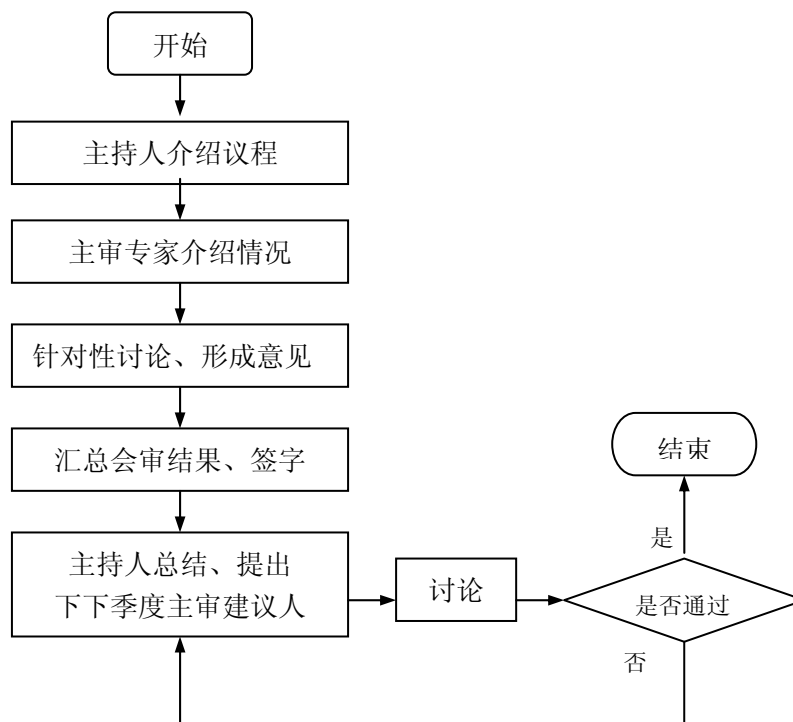 开始
主持人介绍议程
主审专家介绍情况
针对性讨论、形成意见
汇总会审结果、签字
主持人总结、提出
下下季度主审建议人
讨论
是否通过
是
结束
否